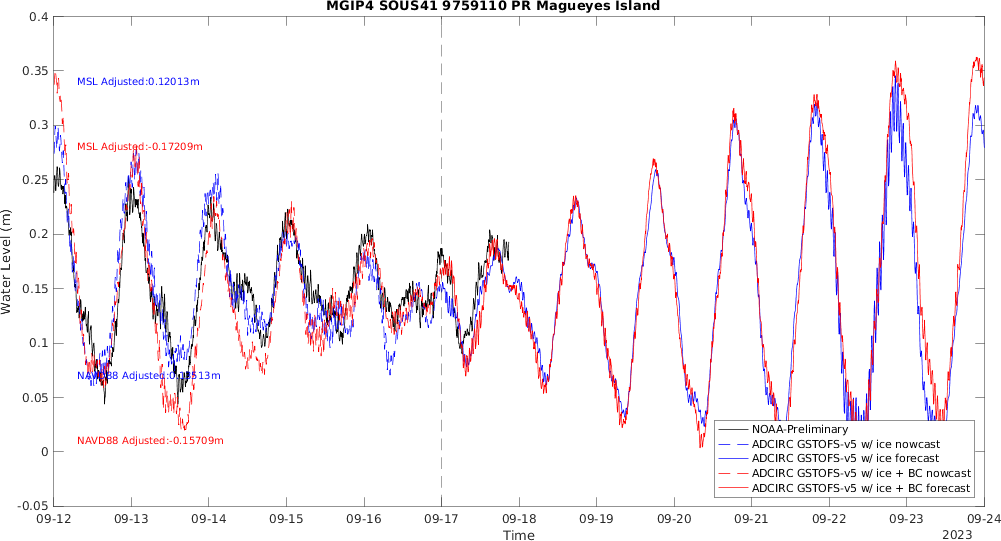 MGIP4 SOUS41 9759110 PR Magueyes Island
0.4
0.35
0.3
0.25
0.2
0.15
0.1
0.05
0
-0.05
Water Level (m)
MSL Adjusted:0.12013m
MSL Adjusted:-0.17209m
NAVD88 Adjusted:
NAVD88 Adjusted:-0.15709m
NOAA-Preliminary
ADCIRC GSTOFS-v5 w/ ice nowcast
ADCIRC GSTOFS-v5 w/ ice forecast
ADCIRC GSTOFS-v5 w/ ice + BC nowcast
ADCIRC GSTOFS-v5 w/ ice + BC forecast
09-12 09-13 09-14 09-15 09-16 09-17 09-18 09-19 09-20 09-21 09-22 09-23 09-24
Time
2023